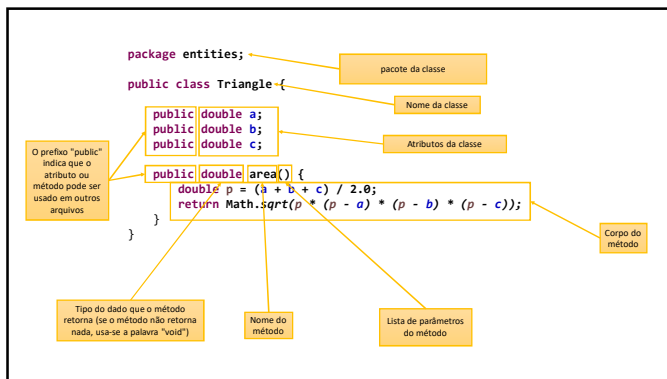 package entities;
pacote da classe
public class Triangle {
Nome da classe
public double a;
public double b;
public double c;
Atributos da classe
O prefixo "public"
indica que o
atributo ou
método pode ser
usado em outros
arquivos
public double area() {
double p = (a + b + c) / 2.0;
return Math.sqrt(p * (p - a) * (p - b) * (p - c));
}
}
Corpo do
método
Tipo do dado que o método
retorna (se o método não retorna
nada, usa-se a palavra "void")
Nome do
método
Lista de parâmetros
do método